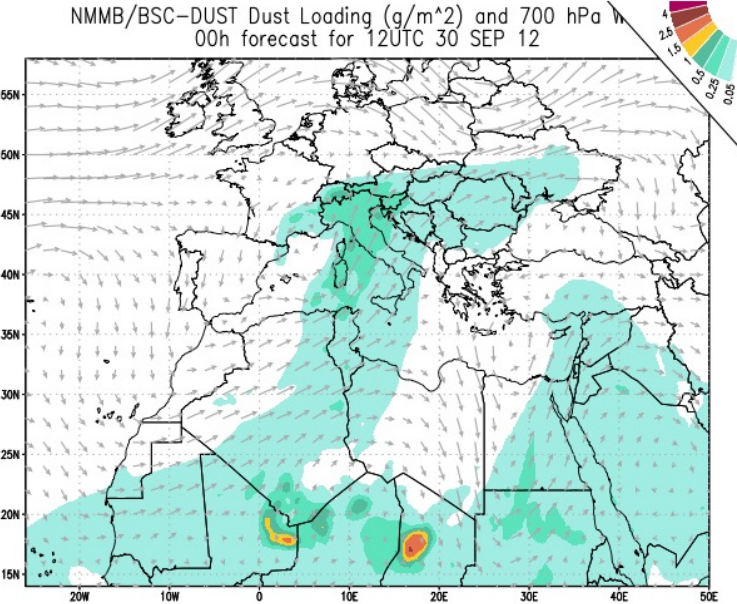 NMMB/BSC-DUST Dust Loading (g/m^2) and 700 hPa W
00h forecast for 12UTC 30 SEP 12
4
2.5
1.5
1
0.5
0.25
0.05
55N
50N
45N
40N
35N
30N
25N
20N
15N
20W 10W 0 10E 20E 30E 40E 50E